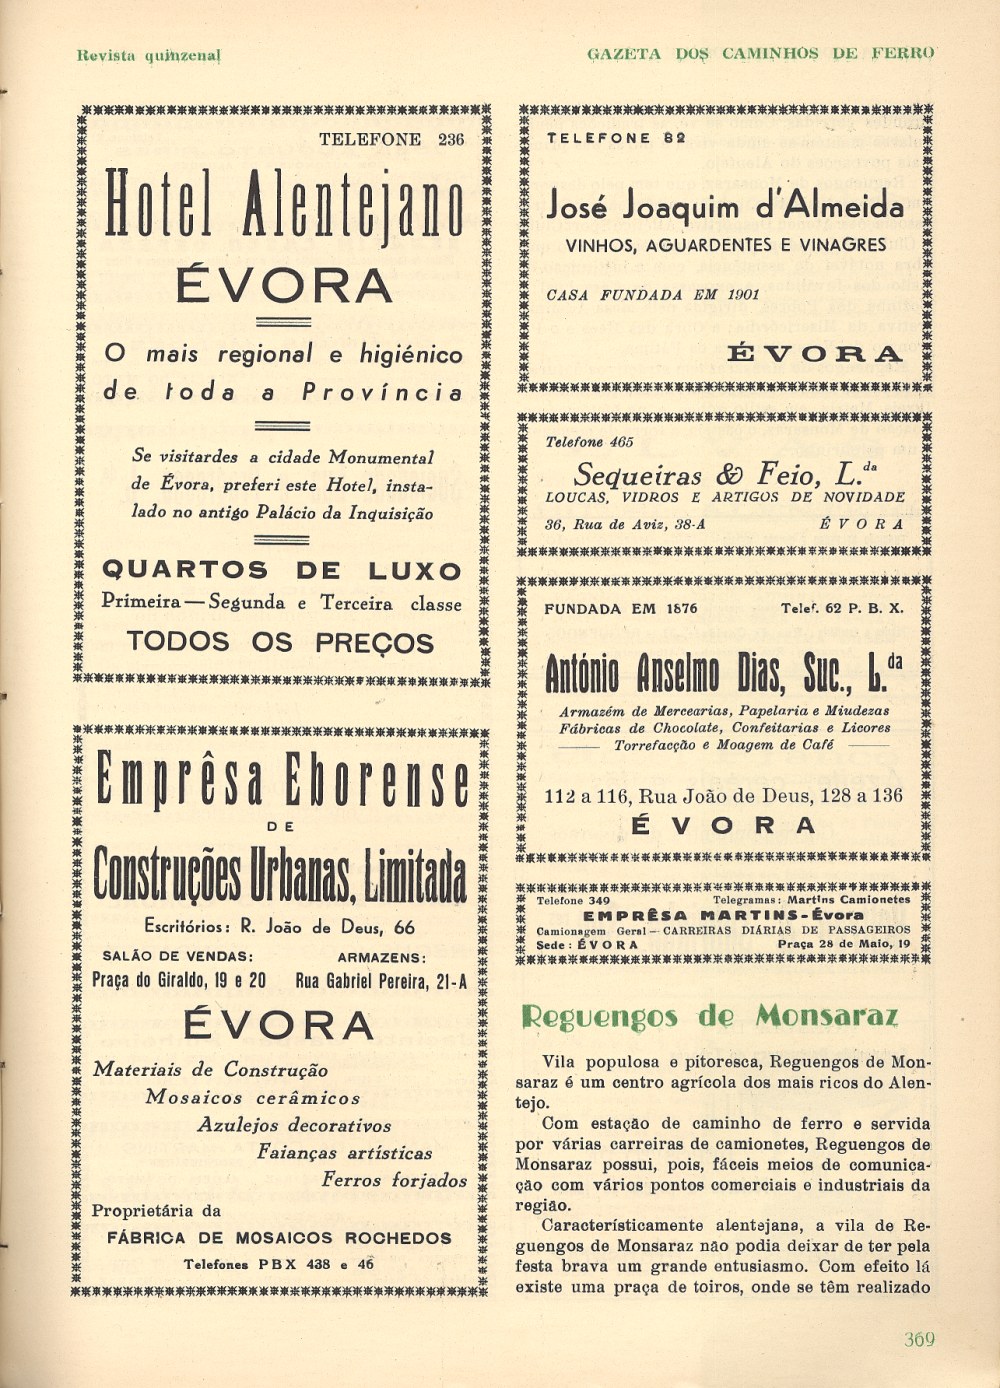 Revista quinzenal
GAZETA DOS CAMINHOS DE FERRO
TELEFONE 236
Hotel Alentejano
ÉVORA
O mais regional e higiénico
de toda a Província
Se visitardes a cidade Monumental
de Évora, preferi este Hotel, insta-
lado no antigo Palácio da Inquisição
QUARTOS DE LUXO
Primeira — Segunda e Terceira classe
TODOS OS PREÇOS
Emprêsa Eborense
DE
Construções Urbanas, Limitada
Escritórios: R. João de Deus, 66
SALÃO DE VENDAS: ARMAZENS:
Praça do Giraldo, 19 e 20 Rua Gabriel Pereira, 21-A
ÉVORA
Materiais de Construção
Mosaicos cerâmicos
Azulejos decorativos
Faianças artísticas
Ferros forjados
Proprietária da
FÁBRICA DE MOSAICOS ROCHEDOS
Telefones PBX 438 e 46
TELEFONE 82
José Joaquim d'Almeida
VINHOS, AGUARDENTES E VINAGRES
CASA FUNDADA EM 1901
ÉVORA
Telefone 465
Sequeiras & Feio, L.da
LOUCAS, VIDROS E ARTIGOS DE NOVIDADE
36, Rua de Aviz, 38-A ÉVORA
FUNDADA EM 1876 Telef. 62 P. B. X.
António Anselmo Dias, Suc., L.da
Armazém de Mercearias, Papelaria e Miudezas
Fábricas de Chocolate, Confeitarias e Licores
Torrefacção e Moagem de Café
112 a 116, Rua João de Deus, 128 a 136
ÉVORA
Telefone 349 Telegramas: Martins Camionetes
EMPRÊSA MARTINS-Évora
Camionagem Geral — CARREIRAS DIÁRIAS DE PASSAGEIROS
Sede: ÉVORA Praça 28 de Maio, 19
Reguengos de Monsaraz
Vila populosa e pitoresca, Reguengos de Mon-
saraz é um centro agrícola dos mais ricos do Alen-
tejo.
Com estação de caminho de ferro e servida
por várias carreiras de camionetes, Reguengos de
Monsaraz possui, pois, fáceis meios de comunica-
ção com vários pontos comerciais e industriais da
região.
Característicamente alentejana, a vila de Re-
guengos de Monsaraz não podia deixar de ter pela
festa brava um grande entusiasmo. Com efeito lá
existe uma praça de toiros, onde se têm realizado
369